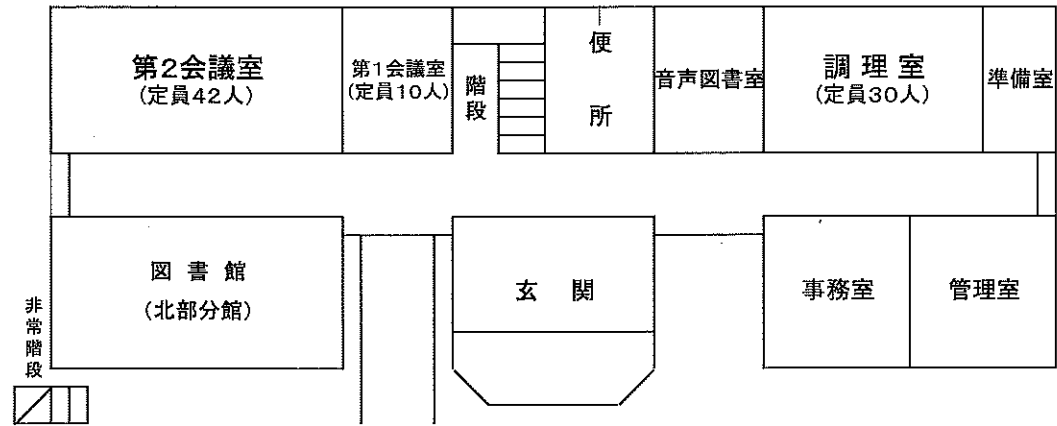 第2会議室
(定員42人)
第1会議室
(定員10人)
階段
便所
音声図書室
調理室
(定員30人)
準備室
図書館
(北部分館)
玄関
事務室
管理室
非常階段